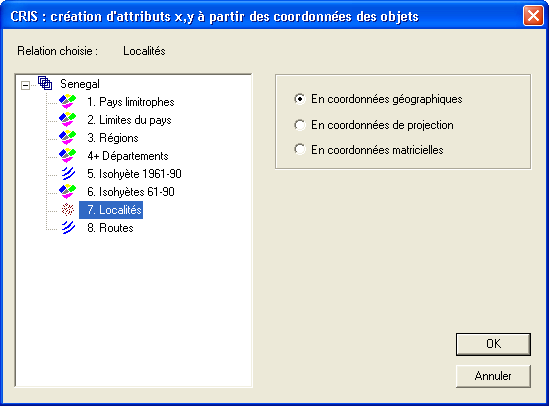 CRIS : création d'attributs x,y à partir des coordonnées des objets
Relation choisie : Localités
Senegal
1. Pays limitrophes
2. Limites du pays
3. Régions
4+ Départements
5. Isohyète 1961-90
6. Isohyètes 61-90
7. Localités
8. Routes
En coordonnées géographiques
En coordonnées de projection
En coordonnées matricielles
OK
Annuler